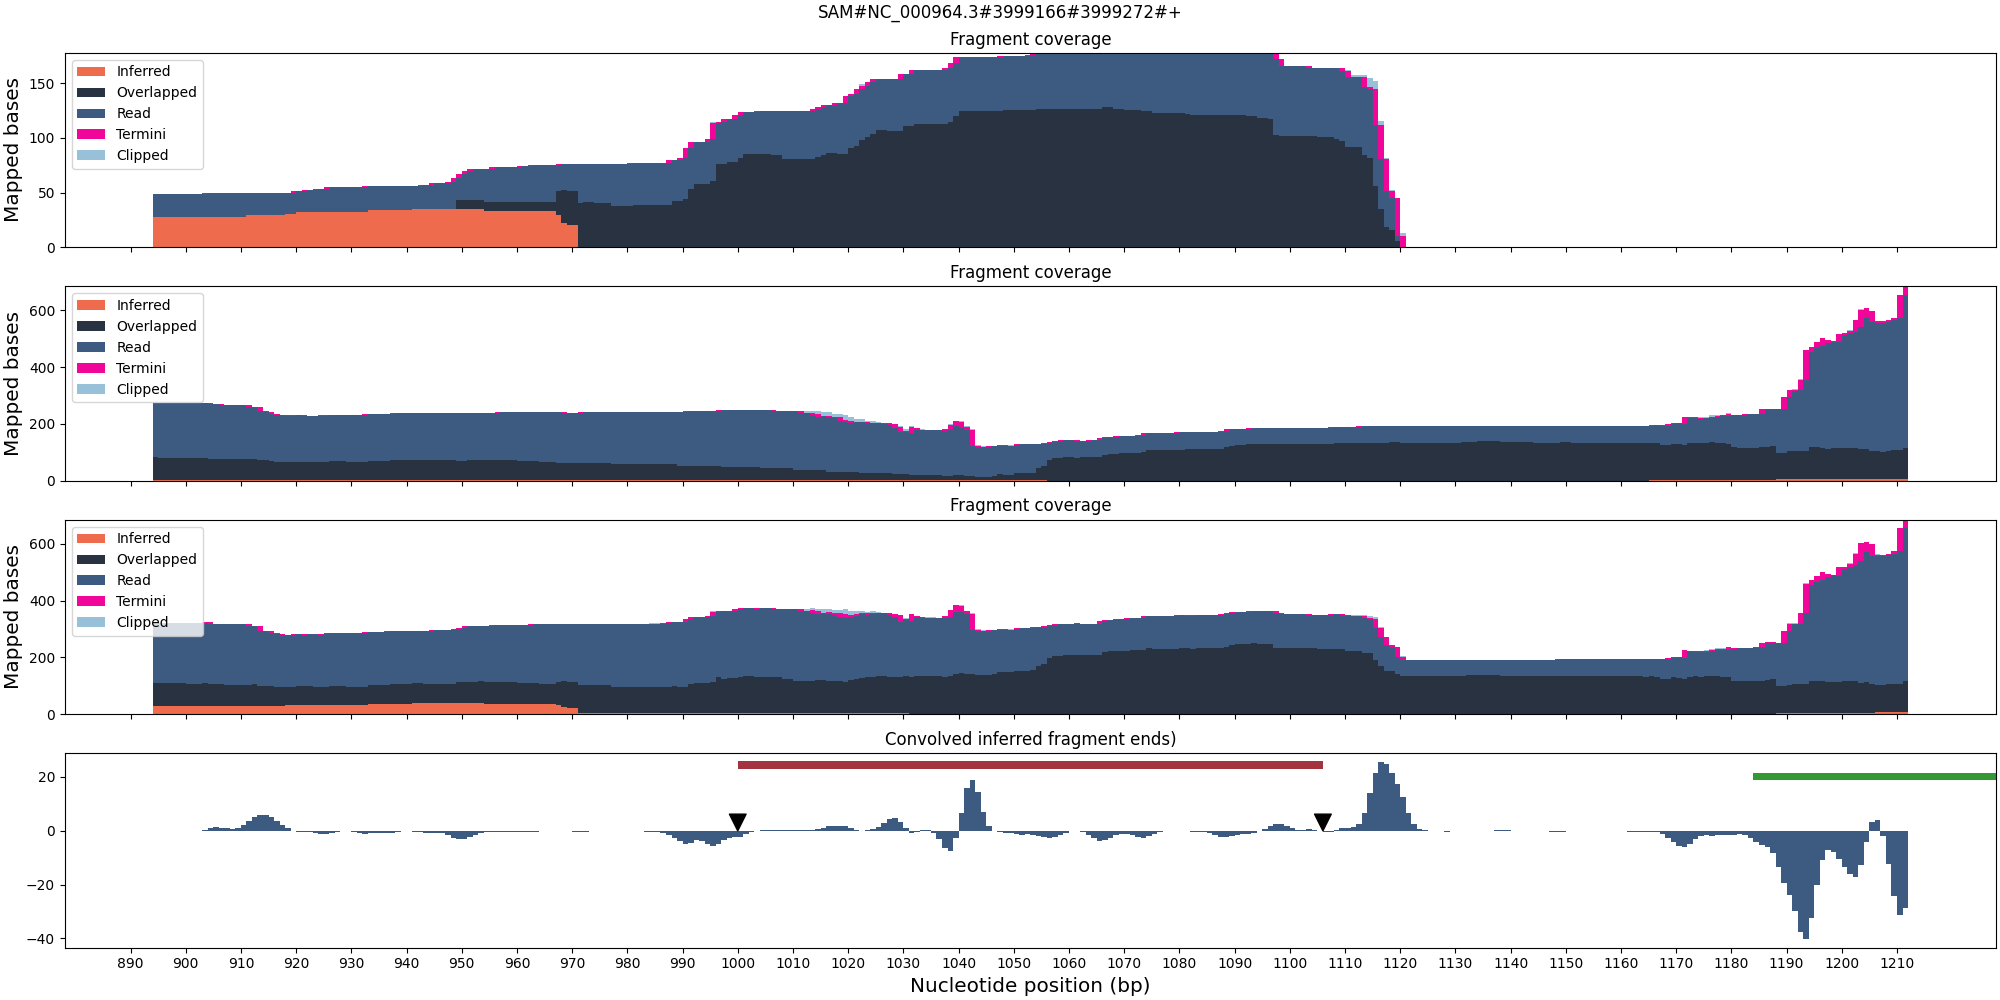 SAM#NC_000964.3#3999166#3999272#+
Fragment coverage
Mapped bases
150
100
50
0
Inferred
Overlapped
Read
Termini
Clipped
Fragment coverage
Mapped bases
600
400
200
0
Inferred
Overlapped
Read
Termini
Clipped
Fragment coverage
Mapped bases
600
400
200
0
Inferred
Overlapped
Read
Termini
Clipped
Convolved inferred fragment ends)
20
0
−20
−40
890 900 910 920 930 940 950 960 970 980 990 1000 1010 1020 1030 1040 1050 1060 1070 1080 1090 1100 1110 1120 1130 1140 1150 1160 1170 1180 1190 1200 1210
Nucleotide position (bp)